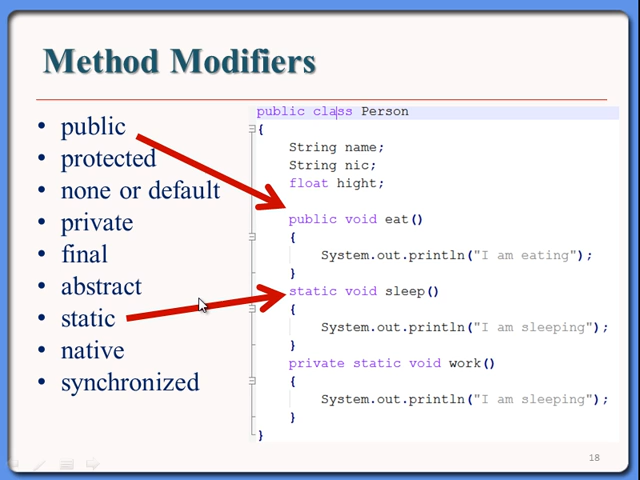 Method Modifiers
• public
• protected
• none or default
• private
• final
• abstract
• static
• native
• synchronized
public class Person
{
String name;
String nic;
float hight;
public void eat()
{
System.out.println("I am eating");
}
static void sleep()
{
System.out.println("I am sleeping");
}
private static void work()
{
System.out.println("I am sleeping");
}
}
18